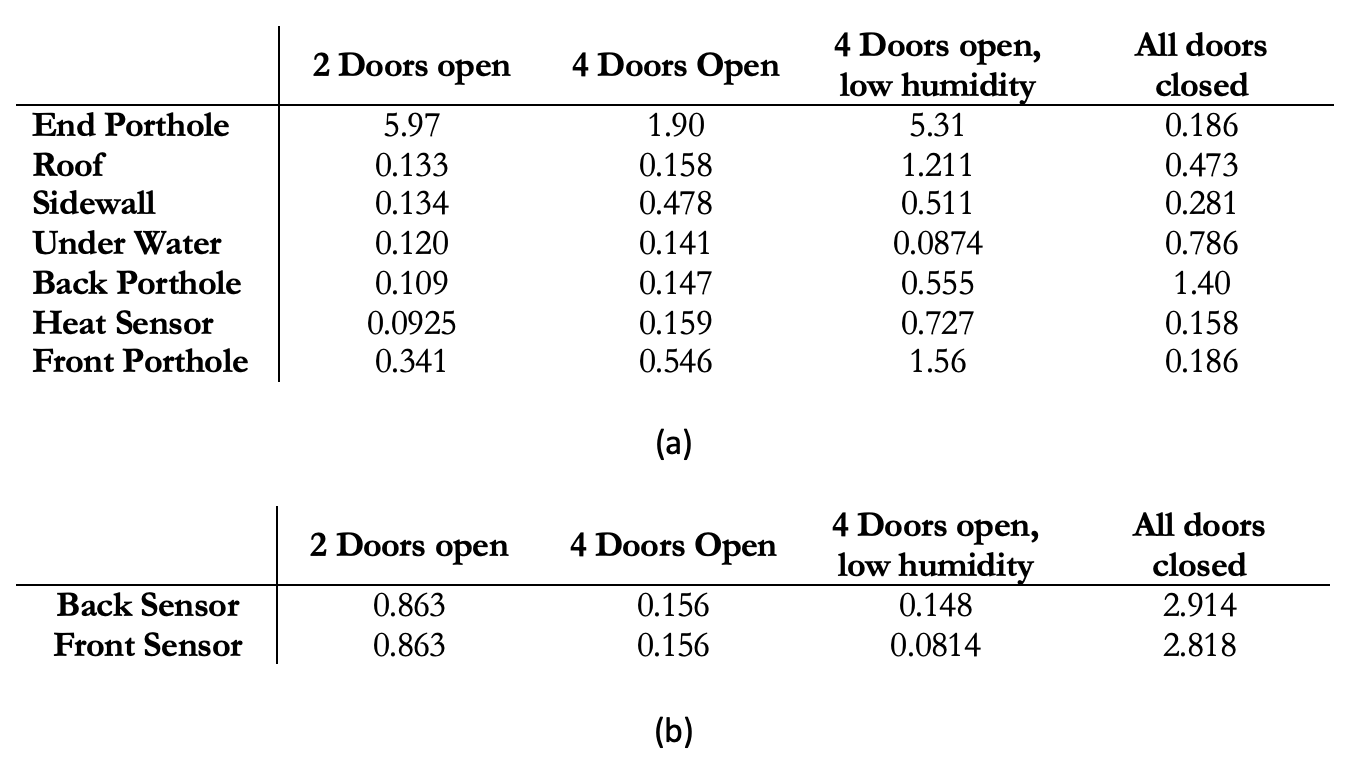 2 Doors open 4 Doors Open 4 Doors open, low humidity All doors closed
End Porthole 5.97 1.90 5.31 0.186
Roof 0.133 0.158 1.211 0.473
Sidewall 0.134 0.478 0.511 0.281
Under Water 0.120 0.141 0.0874 0.786
Back Porthole 0.109 0.147 0.555 1.40
Heat Sensor 0.0925 0.159 0.727 0.158
Front Porthole 0.341 0.546 1.56 0.186
(a)
2 Doors open 4 Doors Open 4 Doors open, low humidity All doors closed
Back Sensor 0.863 0.156 0.148 2.914
Front Sensor 0.863 0.156 0.0814 2.818
(b)